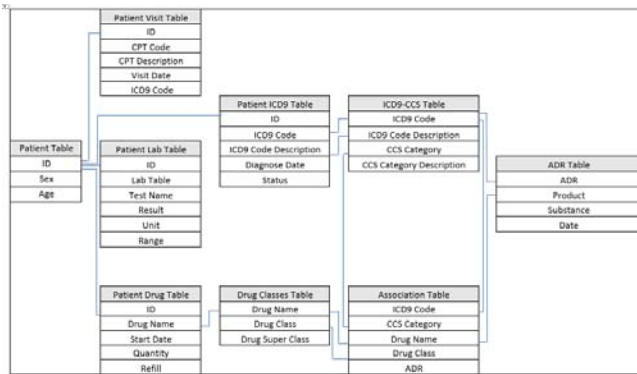 Patient Visit Table
ID
CPT Code
CPT Description
Visit Date
ICD9 Code
Patient ICD9 Table
ID
ICD9 Code
ICD9 Code Description
Diagnose Date
Status
ICD9-CCS Table
ICD9 Code
ICD9 Code Description
CCS Category
CCS Category Description
Patient Table
ID
Sex
Age
Patient Lab Table
ID
Lab Table
Test Name
Result
Unit
Range
ADR Table
ADR
Product
Substance
Date
Patient Drug Table
ID
Drug Name
Start Date
Quantity
Refill
Drug Classes Table
Drug Name
Drug Class
Drug Super Class
Association Table
ICD9 Code
CCS Category
Drug Name
Drug Class
ADR